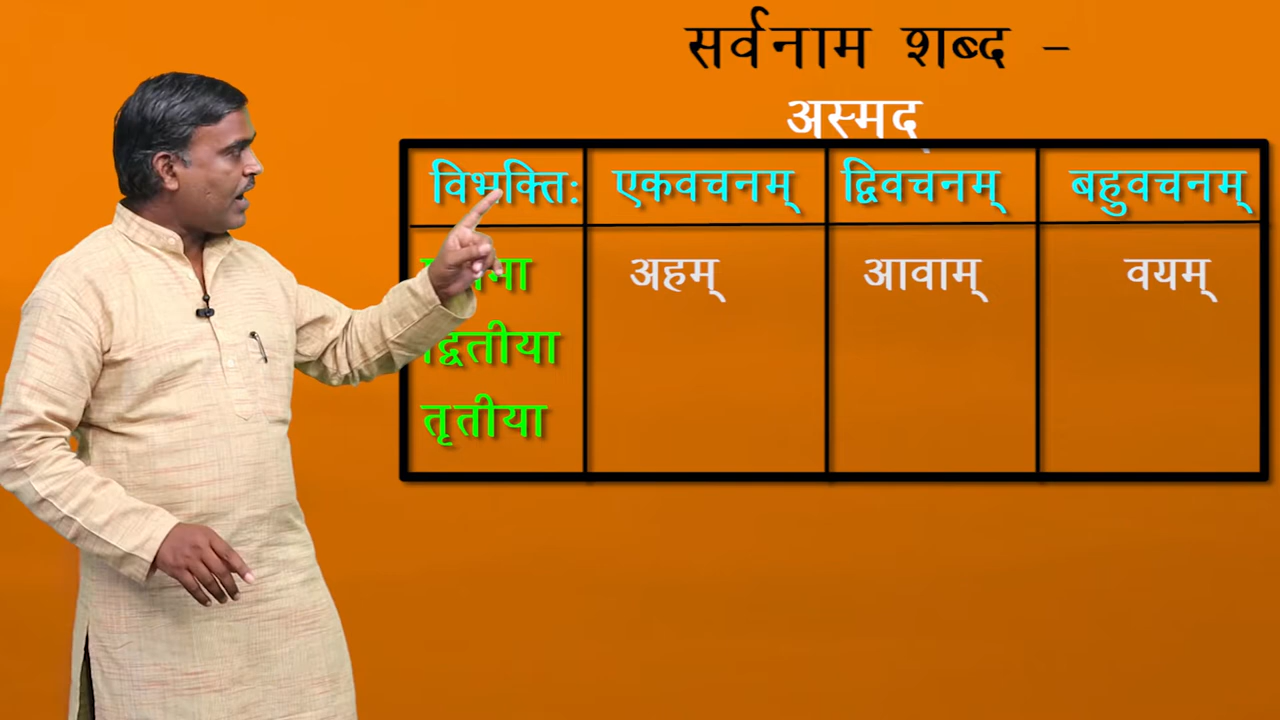 सर्वनाम शब्द -
अस्मद्
विभक्ति: एकवचनम् द्विवचनम् बहुवचनम्
अहम् आवाम् वयम्
द्वितीया
तृतीया